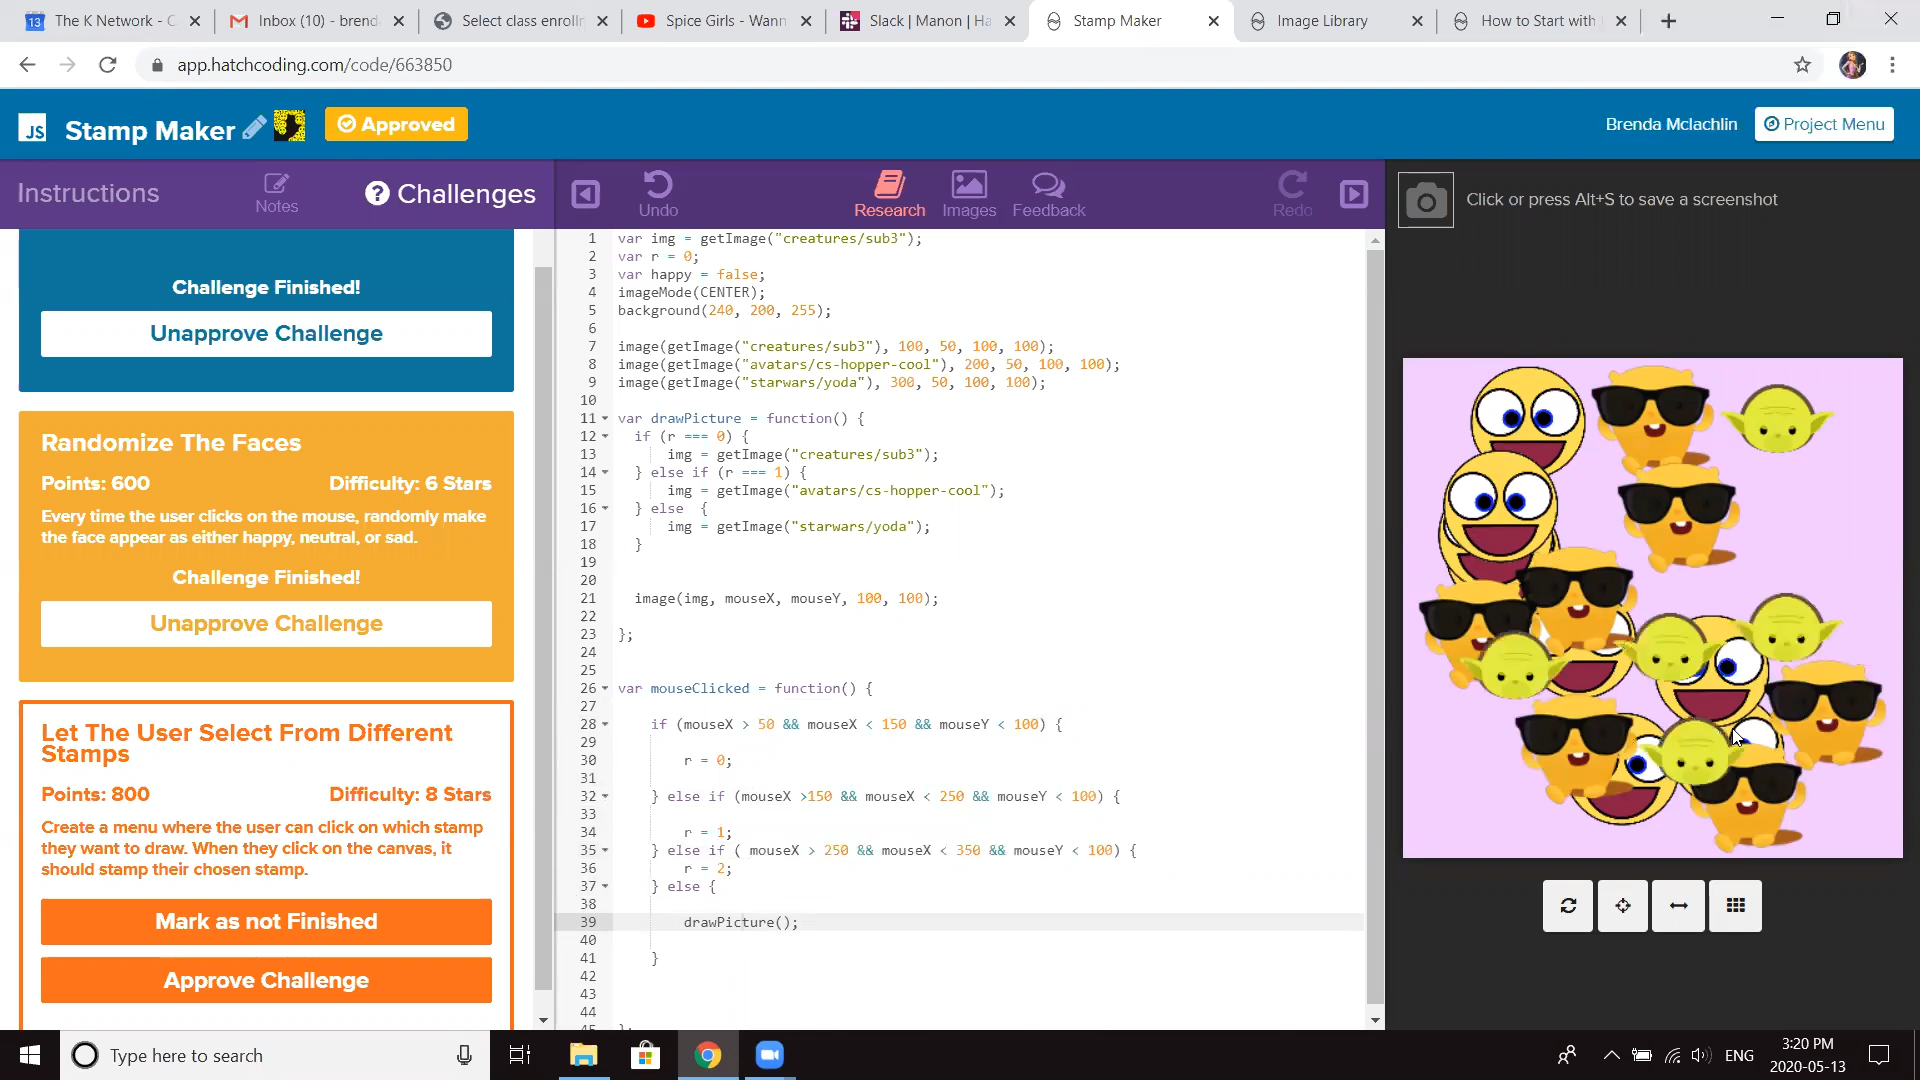 The K Network - C
Inbox (10) - brend
Select class enrolln
Spice Girls - Wann
Slack | Manon | Ha
Stamp Maker
Image Library
How to Start with
app.hatchcoding.com/code/663850
JS
Stamp Maker
Approved
Brenda Mclachlin
Project Menu
Instructions
Notes
Challenges
Undo
Research
Images
Feedback
Redo
Click or press Alt+S to save a screenshot
Challenge Finished!
Unapprove Challenge
Randomize The Faces
Points: 600
Difficulty: 6 Stars
Every time the user clicks on the mouse, randomly make
the face appear as either happy, neutral, or sad.
Challenge Finished!
Unapprove Challenge
Let The User Select From Different
Stamps
Points: 800
Difficulty: 8 Stars
Create a menu where the user can click on which stamp
they want to draw. When they click on the canvas, it
should stamp their chosen stamp.
Mark as not Finished
Approve Challenge
1 var img = getImage("creatures/sub3");
2 var r = 0;
3 var happy = false;
4 imageMode(CENTER);
5 background(240, 200, 255);
6
7 image(getImage("creatures/sub3"), 100, 50, 100, 100);
8 image(getImage("avatars/cs-hopper-cool"), 200, 50, 100, 100);
9 image(getImage("starwars/yoda"), 300, 50, 100, 100);
10
11 var drawPicture = function() {
12 if (r === 0) {
13 img = getImage("creatures/sub3");
14 } else if (r === 1) {
15 img = getImage("avatars/cs-hopper-cool");
16 } else {
17 img = getImage("starwars/yoda");
18 }
19
20
21 image(img, mouseX, mouseY, 100, 100);
22
23 };
24
25
26 var mouseClicked = function() {
27
28 if (mouseX > 50 && mouseX < 150 && mouseY < 100) {
29
30 r = 0;
31
32 } else if (mouseX >150 && mouseX < 250 && mouseY < 100) {
33
34 r = 1;
35 } else if ( mouseX > 250 && mouseX < 350 && mouseY < 100) {
36 r = 2;
37 } else {
38
39 drawPicture();
40
41 }
42
43
44
45 };
Type here to search
ENG
3:20 PM
2020-05-13
13